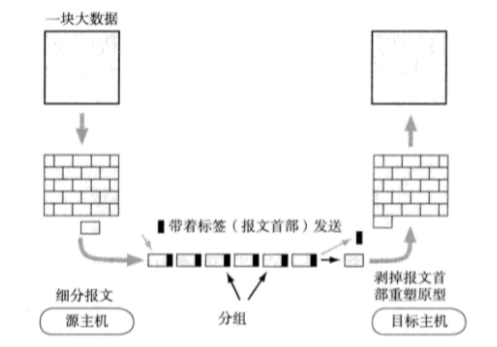 一块大数据
带着标签（报文首部）发送
细分报文
源主机
分组
剥掉报文首
部重塑原型
目标主机